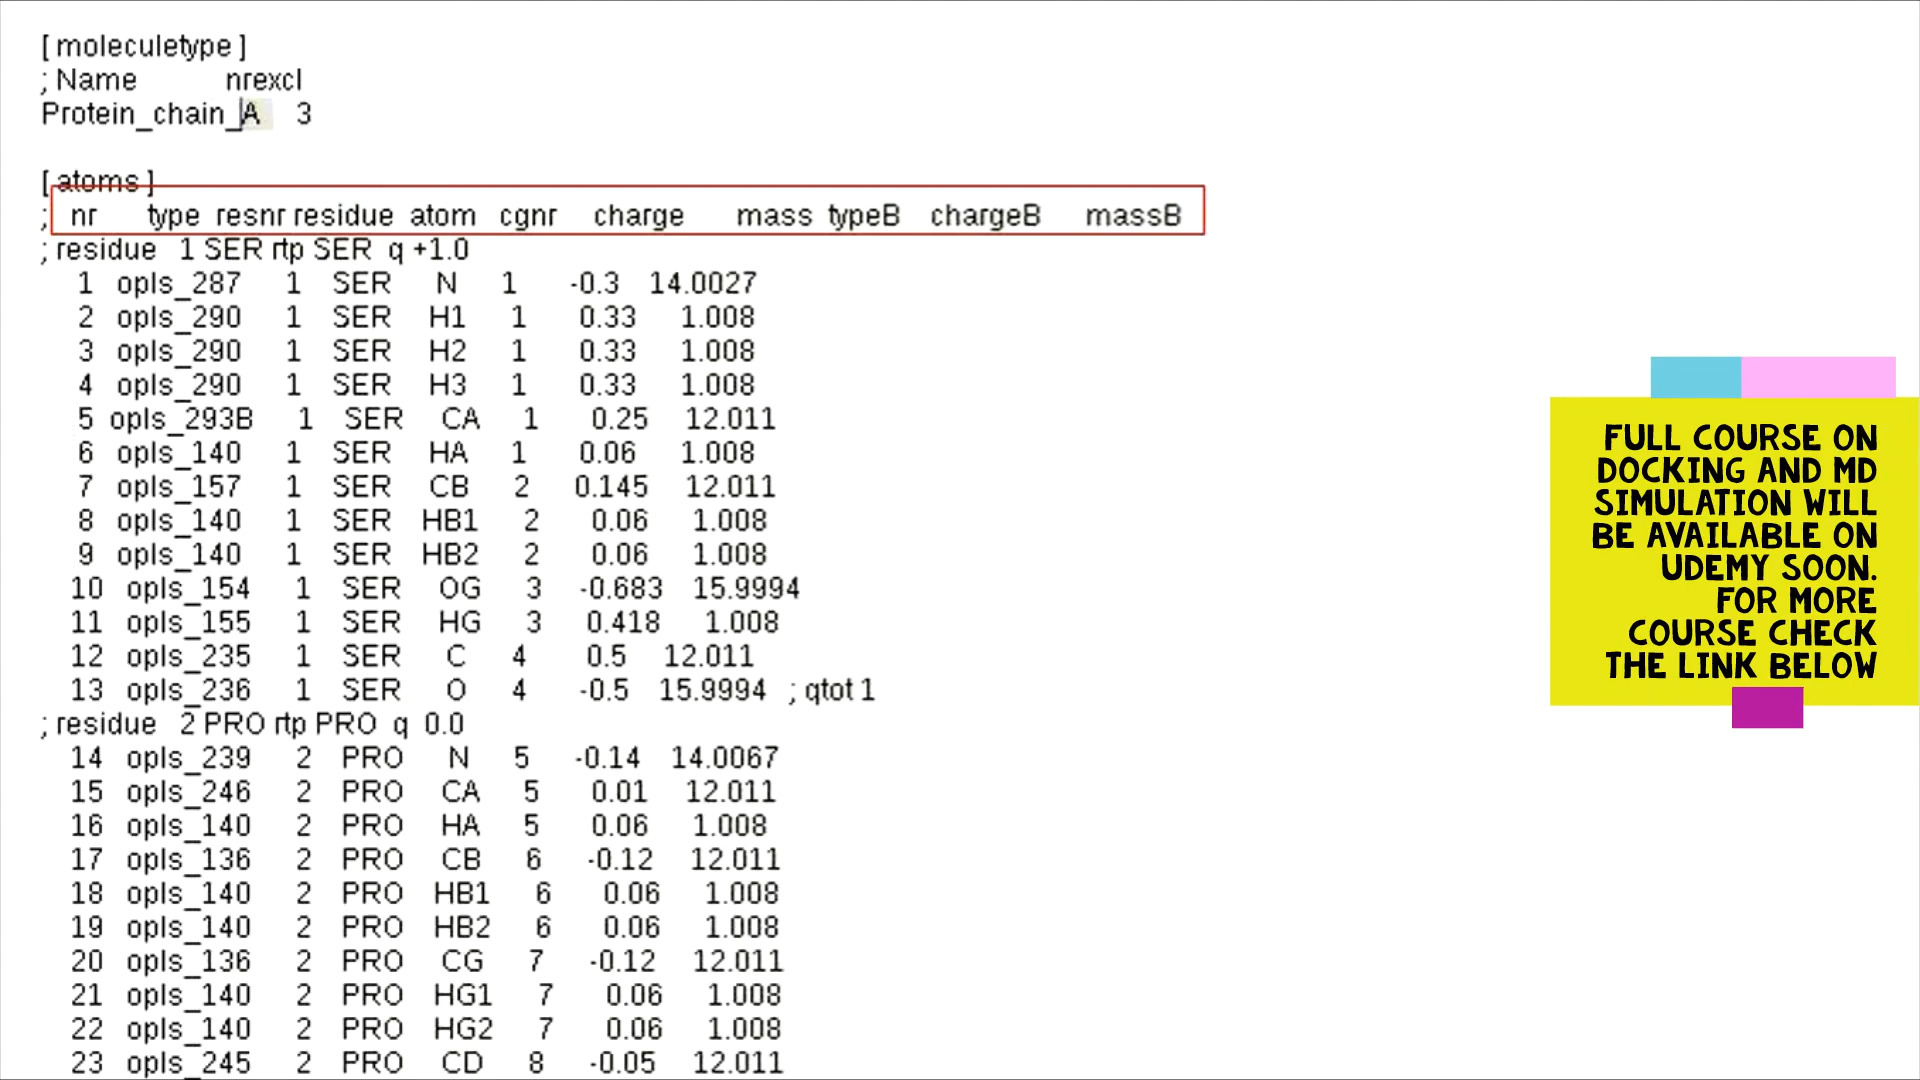 [ moleculetype ]
; Name nrexcl
Protein_chain_A 3
[ atoms ]
; nr type resnr residue atom cgnr charge mass typeB chargeB massB
; residue 1 SER rtp SER q +1.0
1 opls_287 1 SER N 1 -0.3 14.0027
2 opls_290 1 SER H1 1 0.33 1.008
3 opls_290 1 SER H2 1 0.33 1.008
4 opls_290 1 SER H3 1 0.33 1.008
5 opls_293B 1 SER CA 1 0.25 12.011
6 opls_140 1 SER HA 1 0.06 1.008
7 opls_157 1 SER CB 2 0.145 12.011
8 opls_140 1 SER HB1 2 0.06 1.008
9 opls_140 1 SER HB2 2 0.06 1.008
10 opls_154 1 SER OG 3 -0.683 15.9994
11 opls_155 1 SER HG 3 0.418 1.008
12 opls_235 1 SER C 4 0.5 12.011
13 opls_236 1 SER O 4 -0.5 15.9994 ; qtot 1
; residue 2 PRO rtp PRO q 0.0
14 opls_239 2 PRO N 5 -0.14 14.0067
15 opls_246 2 PRO CA 5 0.01 12.011
16 opls_140 2 PRO HA 5 0.06 1.008
17 opls_136 2 PRO CB 6 -0.12 12.011
18 opls_140 2 PRO HB1 6 0.06 1.008
19 opls_140 2 PRO HB2 6 0.06 1.008
20 opls_136 2 PRO CG 7 -0.12 12.011
21 opls_140 2 PRO HG1 7 0.06 1.008
22 opls_140 2 PRO HG2 7 0.06 1.008
23 opls_245 2 PRO CD 8 -0.05 12.011
FULL COURSE ON
DOCKING AND MD
SIMULATION WILL
BE AVAILABLE ON
UDEMY SOON.
FOR MORE
COURSE CHECK
THE LINK BELOW